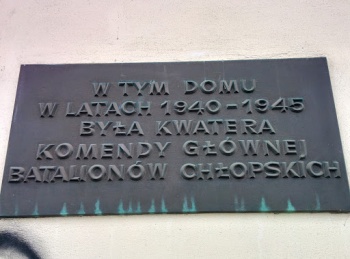 W TYM DOMU
W LATACH 1940-1945
BYŁA KWATERA
KOMENDY GŁÓWNEJ
BATALIONÓW CHŁOPSKICH